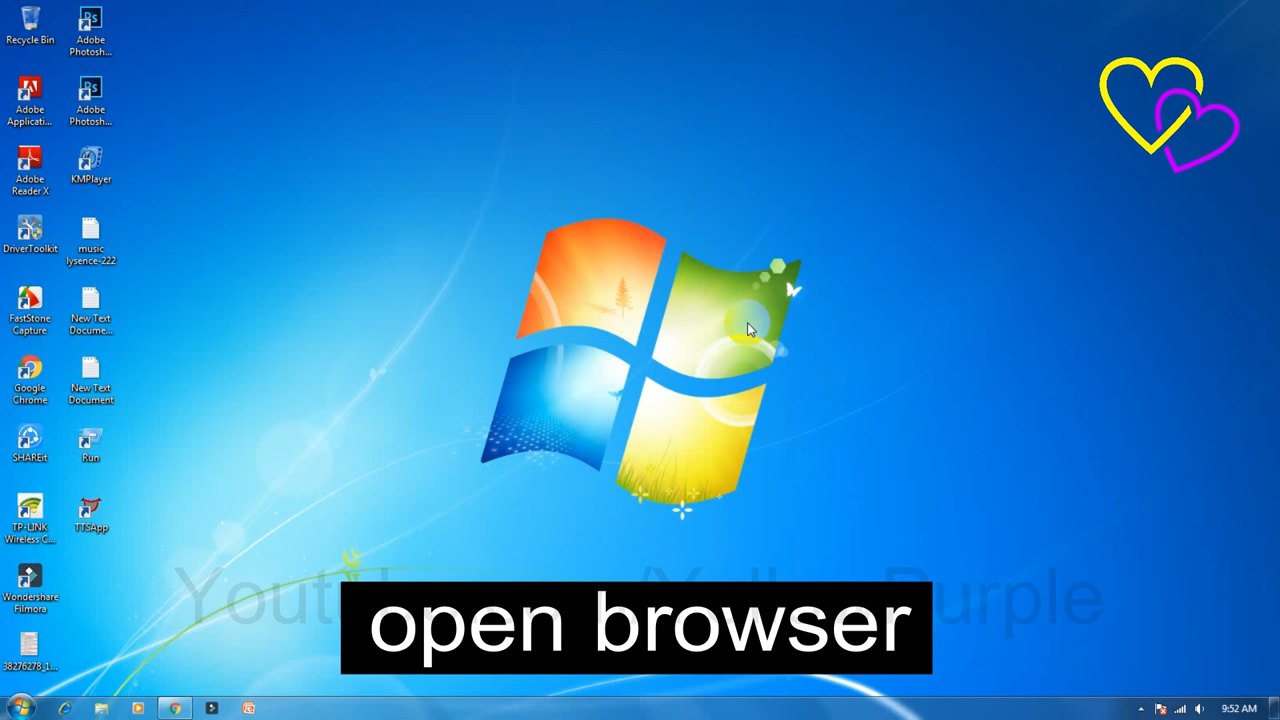 Recycle Bin
Adobe
Photosh...
Adobe
Applicati...
Adobe
Photosh...
Adobe
Reader X
KMPlayer
DriverToolkit
music
lysence-222
FastStone
Capture
New Text
Docume...
Google
Chrome
New Text
Document
SHAREit
Run
TP-LINK
Wireless C...
TTSApp
Wondershare
Filmora
open browser
38276278_1...
9:52 AM